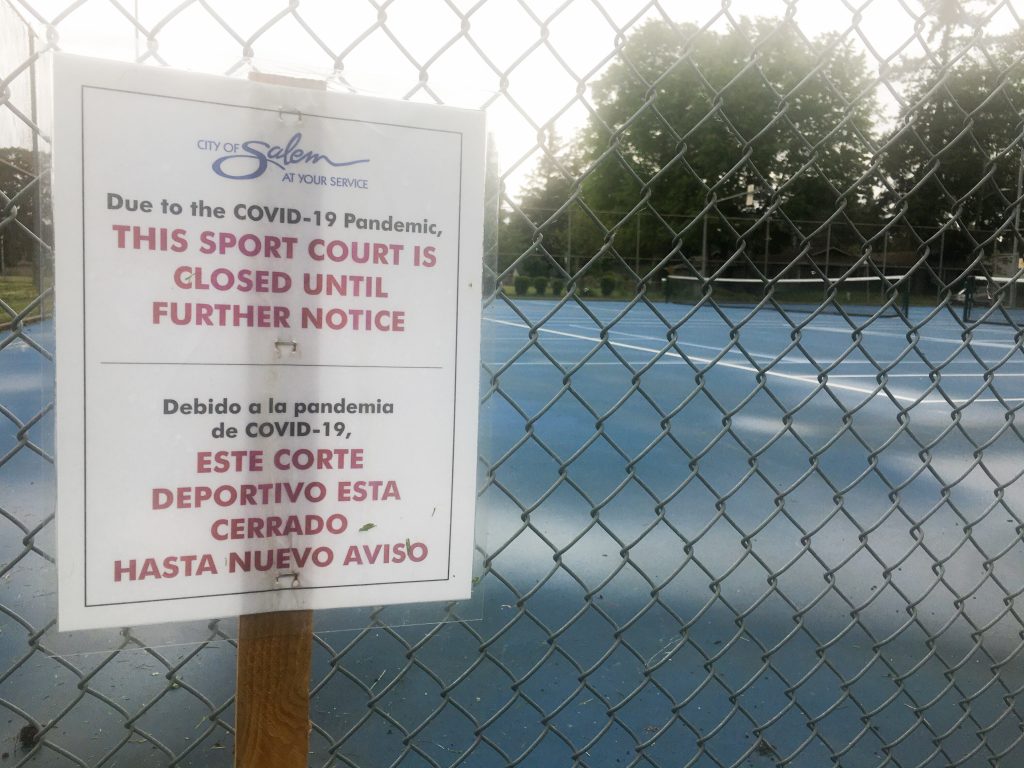 CITY OF Salem
AT YOUR SERVICE
Due to the COVID-19 Pandemic,
THIS SPORT COURT IS
CLOSED UNTIL
FURTHER NOTICE
Debido a la pandemia
de COVID-19,
ESTE CORTE
DEPORTIVO ESTA
CERRADO
HASTA NUEVO AVISO